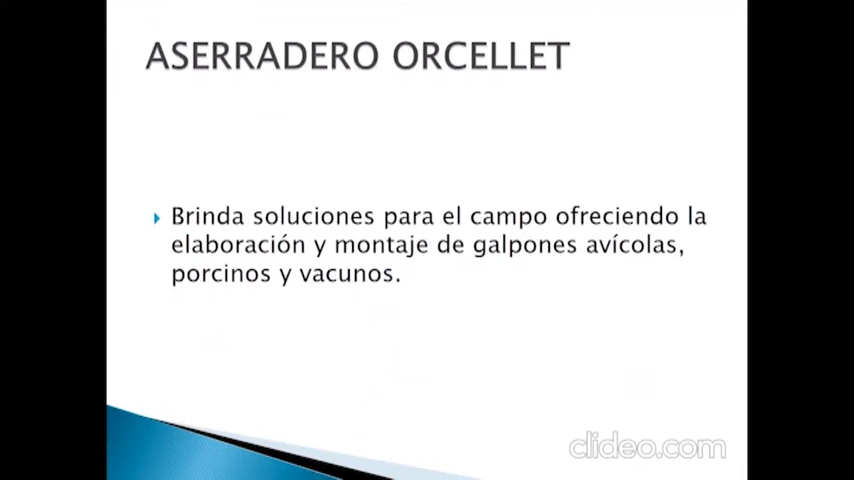 ASERRADERO ORCELLET
Brinda soluciones para el campo ofreciendo la
elaboración y montaje de galpones avícolas,
porcinos y vacunos.
clideo.com